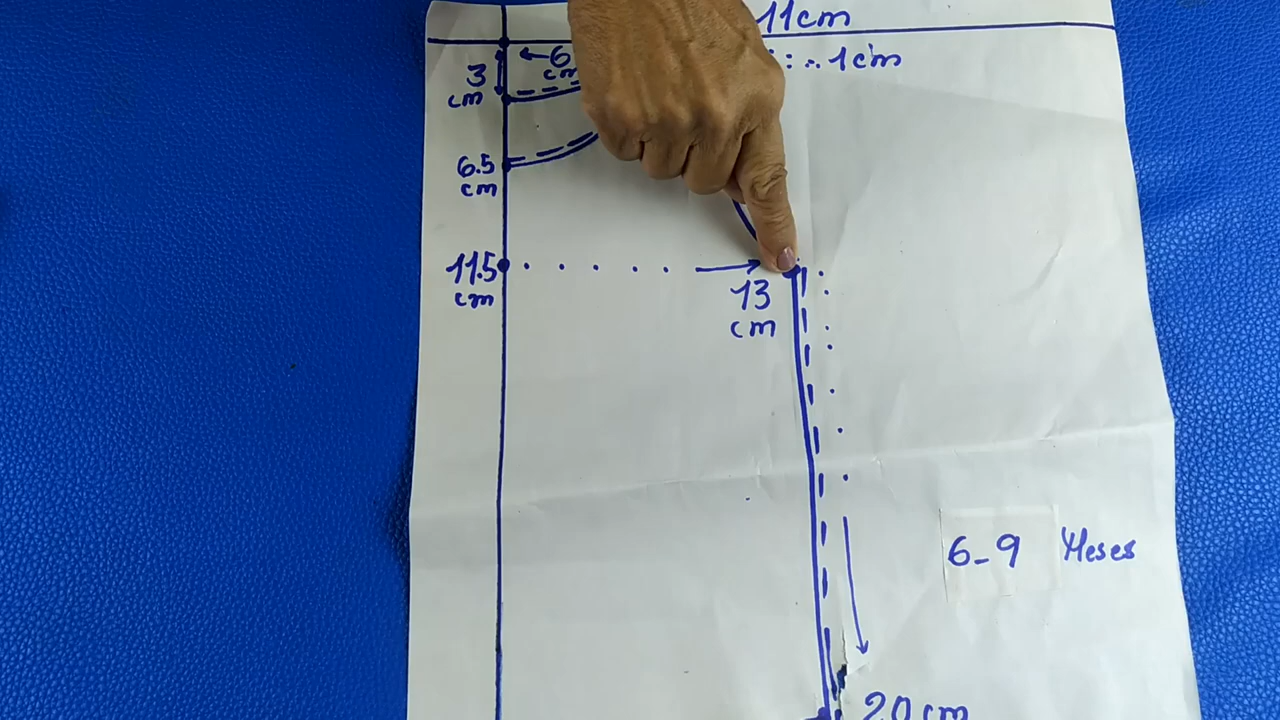 11cm
←6
cm
: .. 1cm
3
cm
6.5
cm
11.5
cm
13
cm
6-9 Meses
20cm